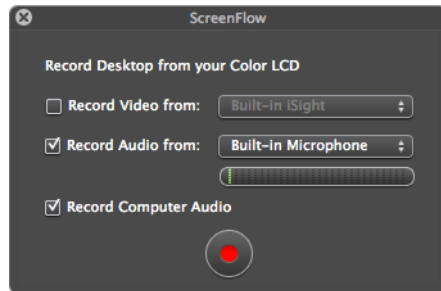 ScreenFlow
Record Desktop from your Color LCD
Record Video from: Built-in iSight
Record Audio from: Built-in Microphone
Record Computer Audio